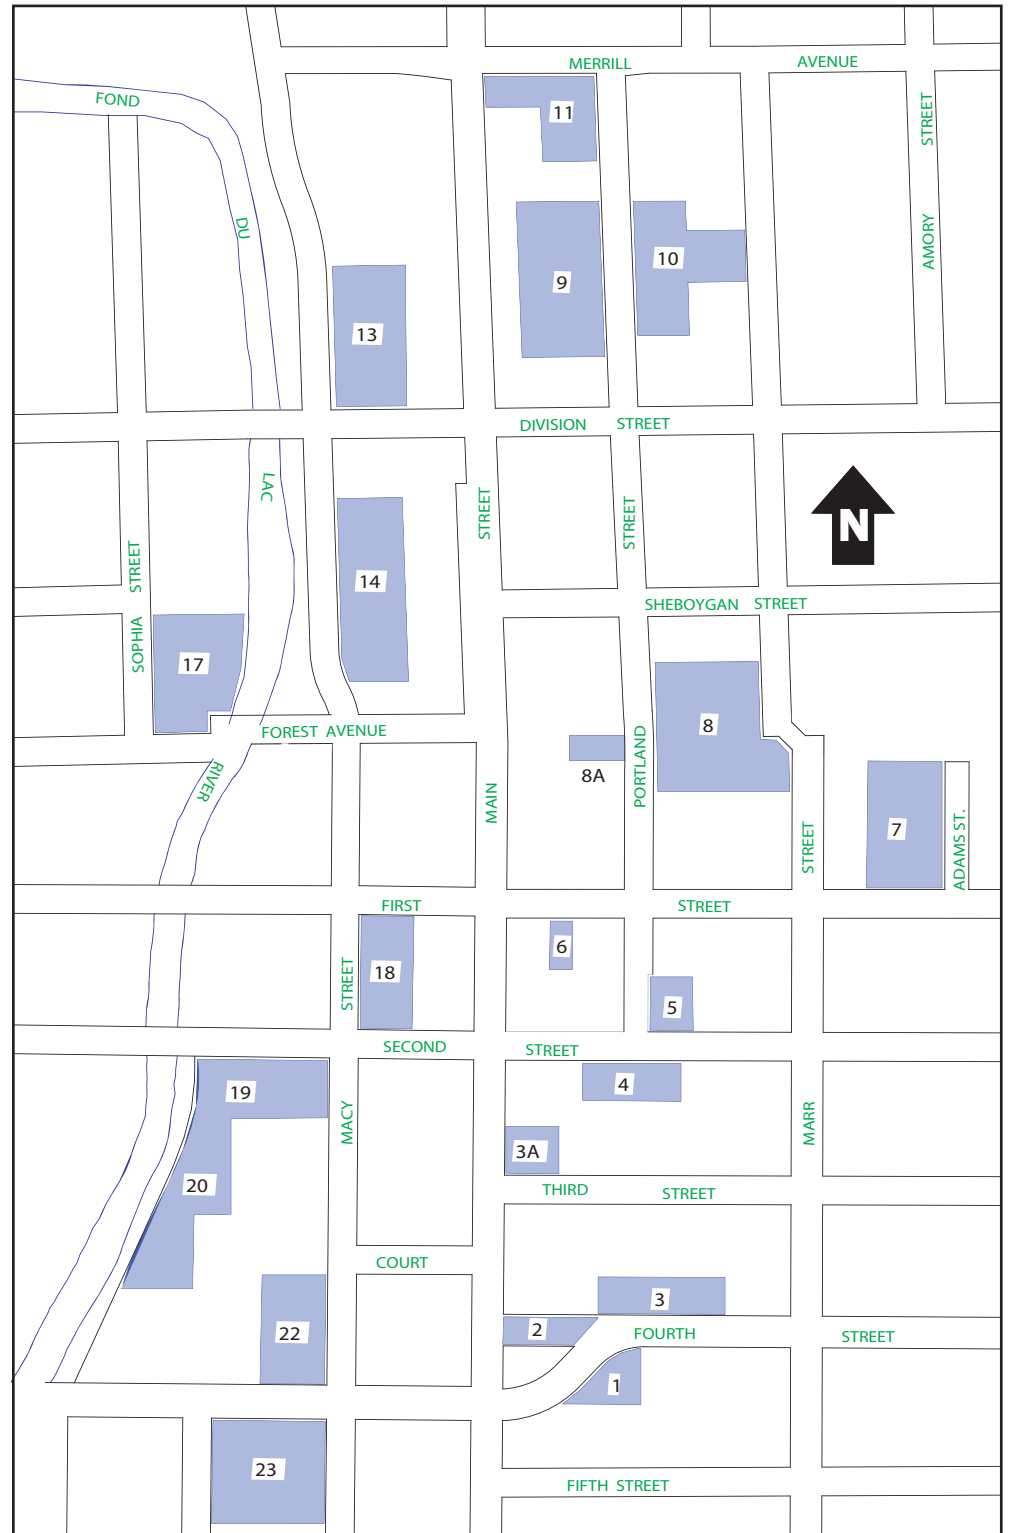 MERRILL AVENUE
FOND
STREET
11
DU
AMORY
10
9
13
DIVISION STREET
LAC
STREET
STREET
N
STREET
14
SHEBOYGAN STREET
SOPHIA
17
8
FOREST AVENUE
PORTLAND
8A
RIVER
MAIN
7
STREET
ADAMS ST.
FIRST STREET
6
18
STREET
5
SECOND STREET
4
19
MACY
MARR
3A
20
THIRD STREET
COURT
3
2
22
FOURTH STREET
1
23
FIFTH STREET